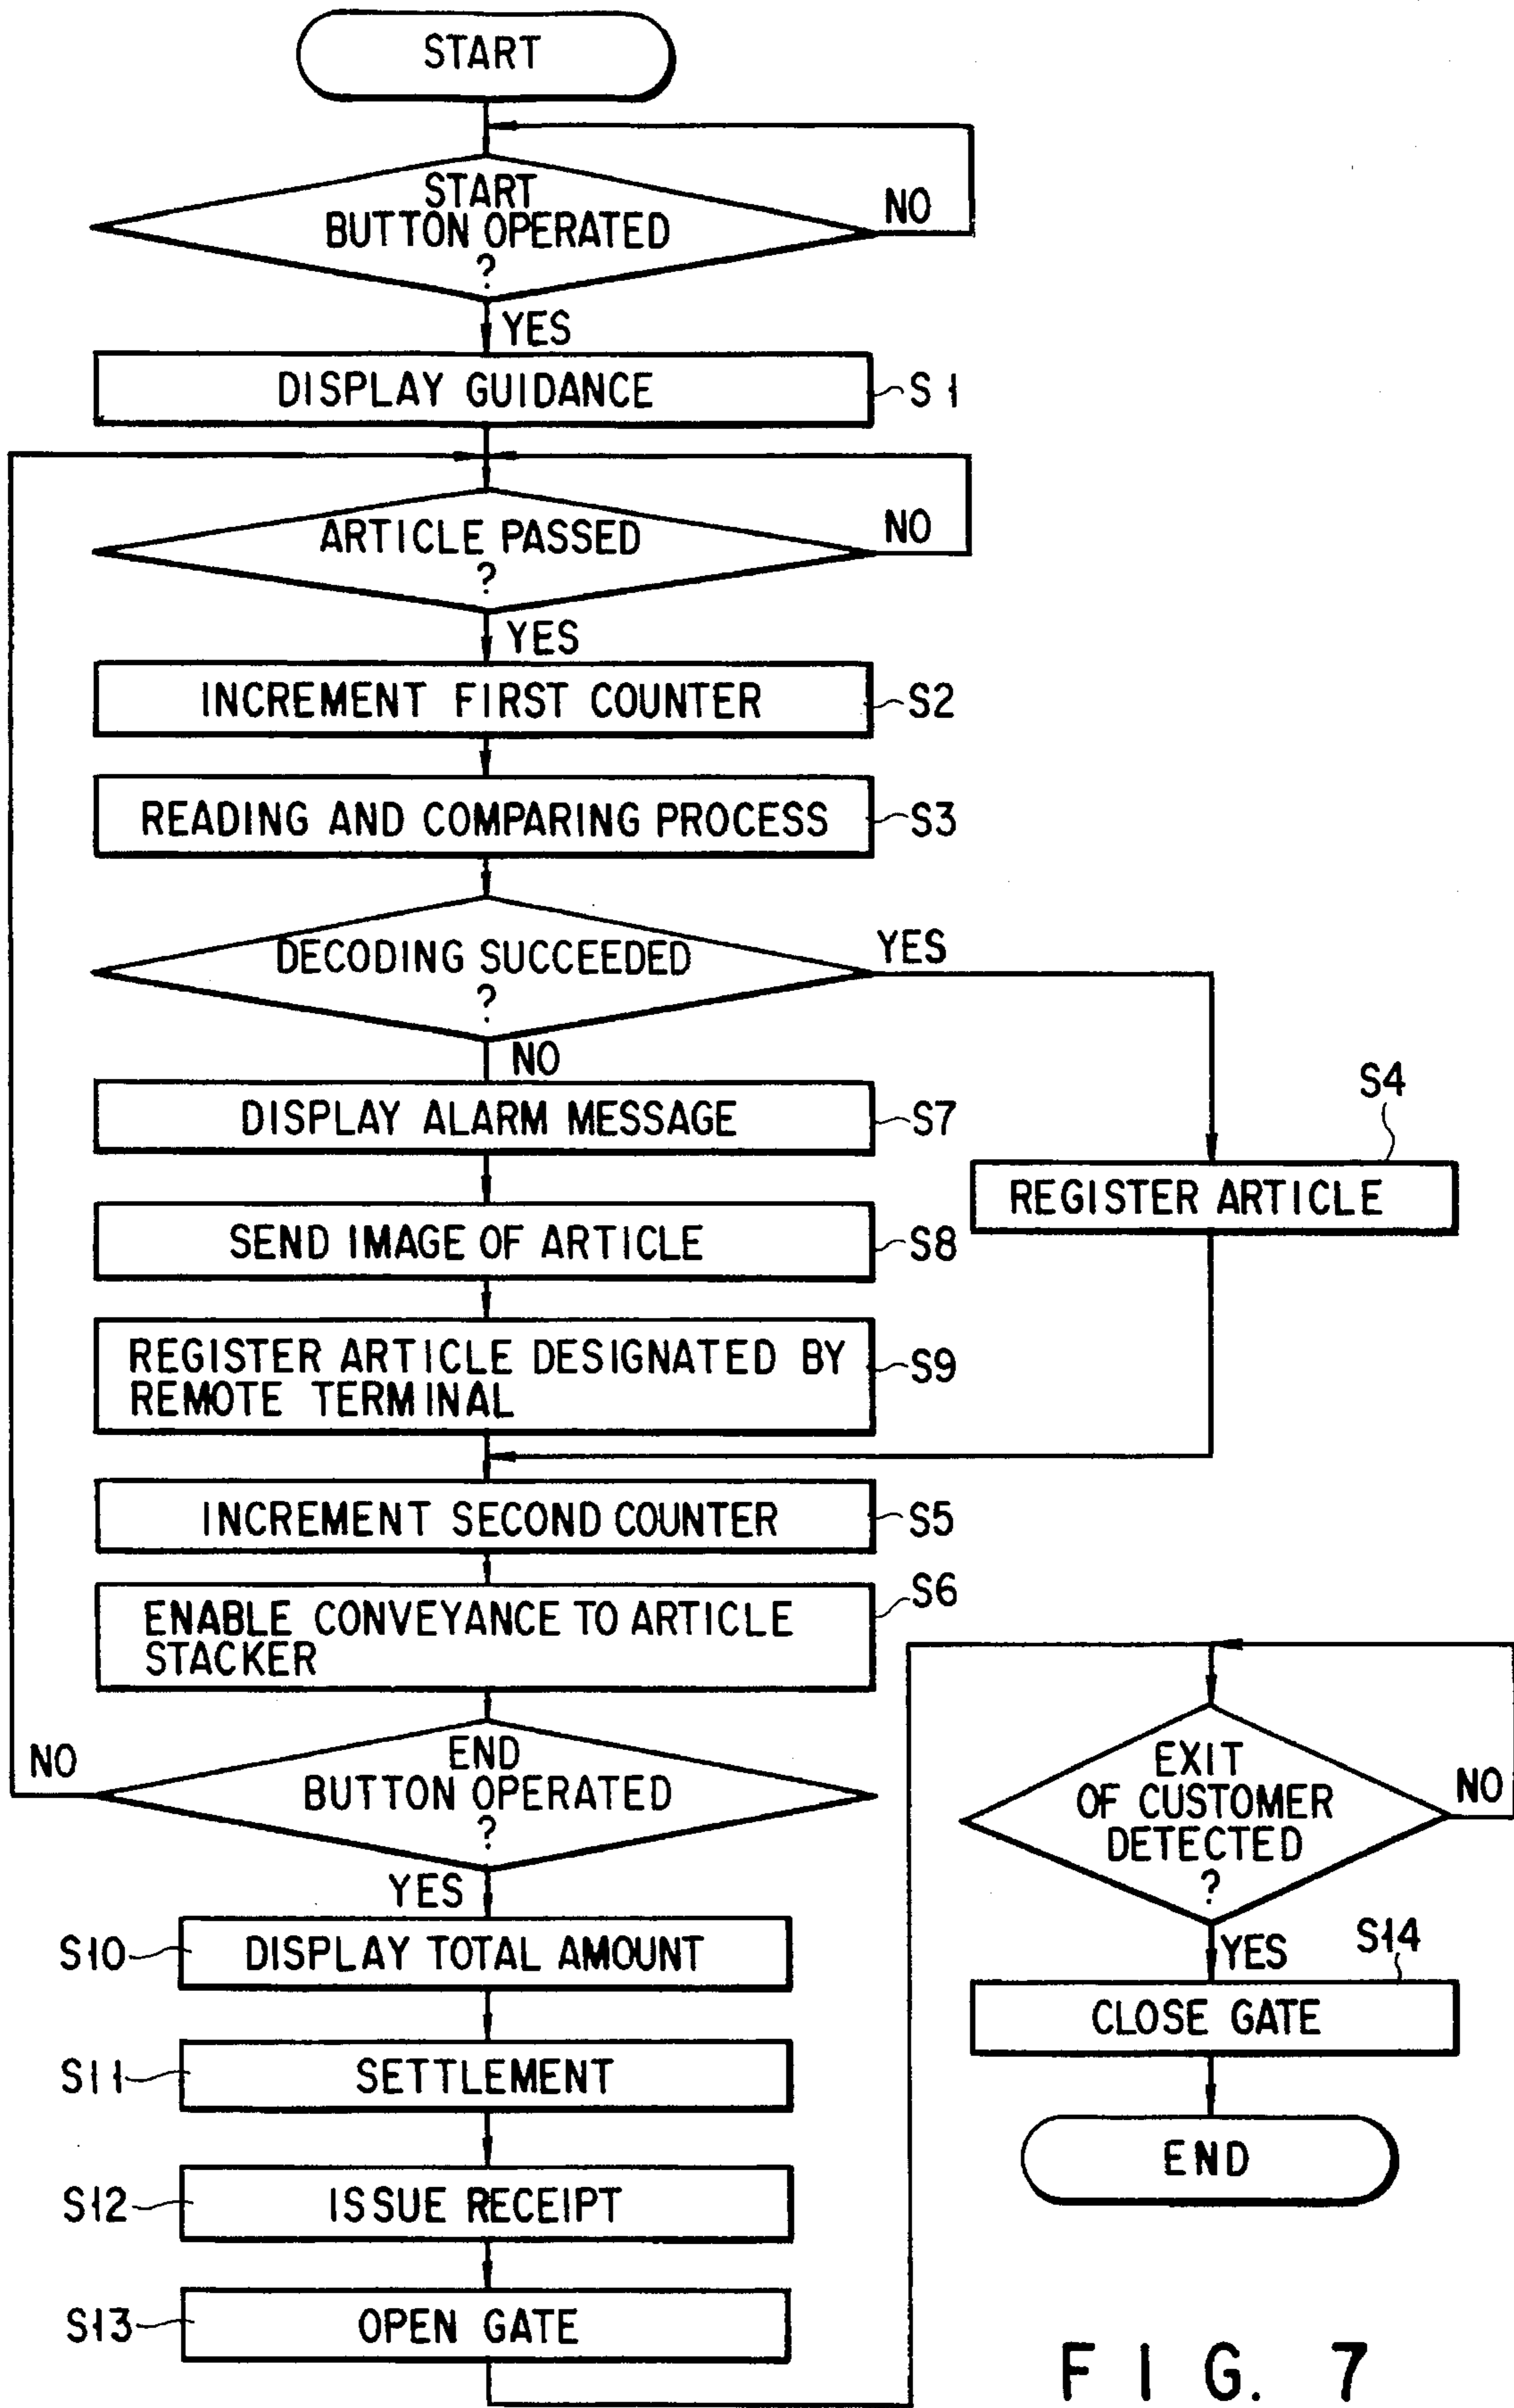 START
START
BUTTON OPERATED
?
NO
YES
DISPLAY GUIDANCE
S1
ARTICLE PASSED
?
NO
YES
INCREMENT FIRST COUNTER
S2
READING AND COMPARING PROCESS
S3
DECODING SUCCEEDED
?
YES
NO
DISPLAY ALARM MESSAGE
S7
S4
REGISTER ARTICLE
SEND IMAGE OF ARTICLE
S8
REGISTER ARTICLE DESIGNATED BY
REMOTE TERMINAL
S9
INCREMENT SECOND COUNTER
S5
ENABLE CONVEYANCE TO ARTICLE
STACKER
S6
END
BUTTON OPERATED
?
NO
YES
S10
DISPLAY TOTAL AMOUNT
S11
SETTLEMENT
S12
ISSUE RECEIPT
S13
OPEN GATE
EXIT
OF CUSTOMER
DETECTED
?
NO
YES
S14
CLOSE GATE
END
FIG. 7